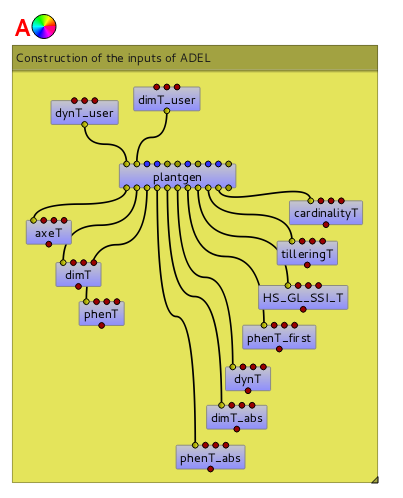 A
Construction of the inputs of ADEL
dimT_user
dynT_user
plantgen
cardinalityT
axeT
tilleringT
dimT
HS_GL_SSI_T
phenT
phenT_first
dynT
dimT_abs
phenT_abs